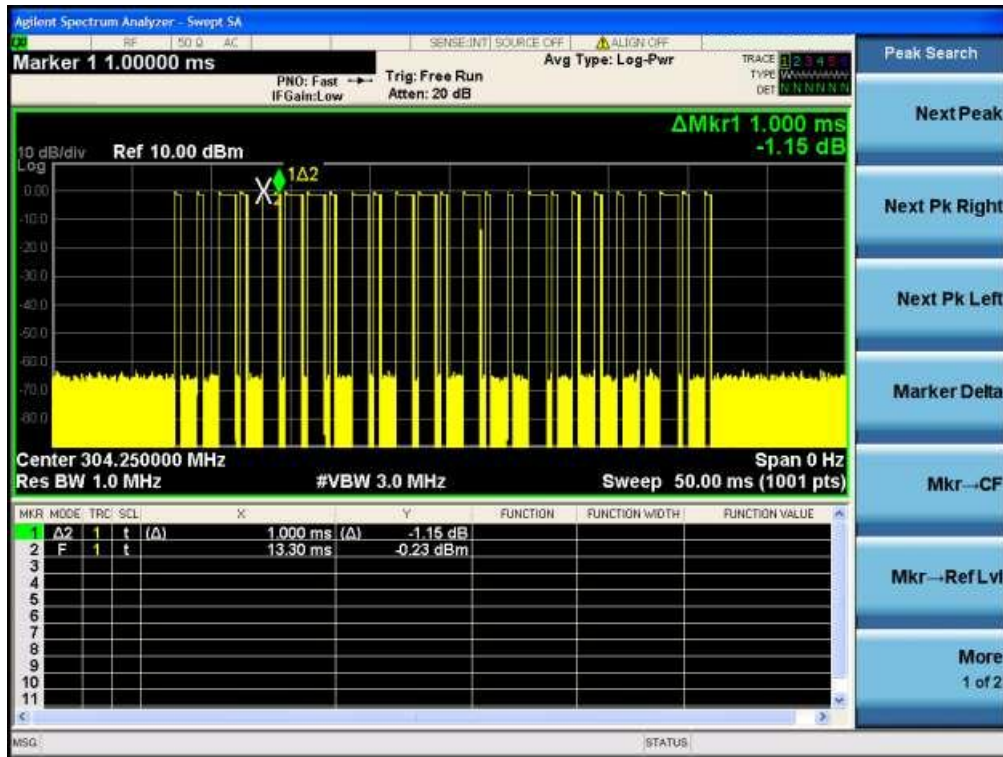 Agilent Spectrum Analyzer - Swept SA
RF 50 Ω AC SENSE:INT SOURCE OFF ALIGN OFF
Marker 1 1.00000 ms
PNO: Fast
IFGain:Low
Trig: Free Run
Atten: 20 dB
Avg Type: Log-Pwr
TRACE 1 2 3 4 5 6
TYPE
DET N N N N N N
Peak Search
Next Peak
Next Pk Right
Next Pk Left
Marker Delta
Mkr→CF
Mkr→Ref Lvl
More
1 of 2
ΔMkr1 1.000 ms
-1.15 dB
10 dB/div Ref 10.00 dBm
Log
1Δ2
0.00
-10.0
-20.0
-30.0
-40.0
-50.0
-60.0
-70.0
-80.0
Center 304.250000 MHz Span 0 Hz
Res BW 1.0 MHz #VBW 3.0 MHz Sweep 50.00 ms (1001 pts)
MKR MODE TRC SCL X Y FUNCTION FUNCTION WIDTH FUNCTION VALUE
1 Δ2 1 t (Δ) 1.000 ms (Δ) -1.15 dB
2 F 1 t 13.30 ms -0.23 dBm
3
4
5
6
7
8
9
10
11
MSG STATUS